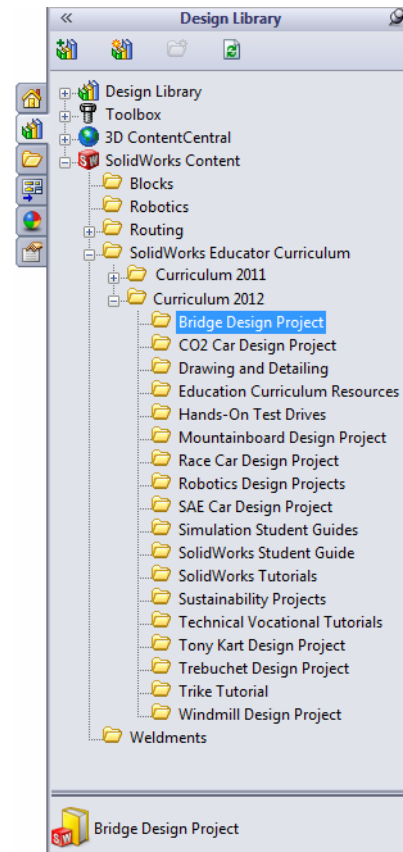 Design Library
Design Library
Toolbox
3D ContentCentral
SolidWorks Content
Blocks
Robotics
Routing
SolidWorks Educator Curriculum
Curriculum 2011
Curriculum 2012
Bridge Design Project
CO2 Car Design Project
Drawing and Detailing
Education Curriculum Resources
Hands-On Test Drives
Mountainboard Design Project
Race Car Design Project
Robotics Design Projects
SAE Car Design Project
Simulation Student Guides
SolidWorks Student Guide
SolidWorks Tutorials
Sustainability Projects
Technical Vocational Tutorials
Tony Kart Design Project
Trebuchet Design Project
Trike Tutorial
Windmill Design Project
Weldments
Bridge Design Project